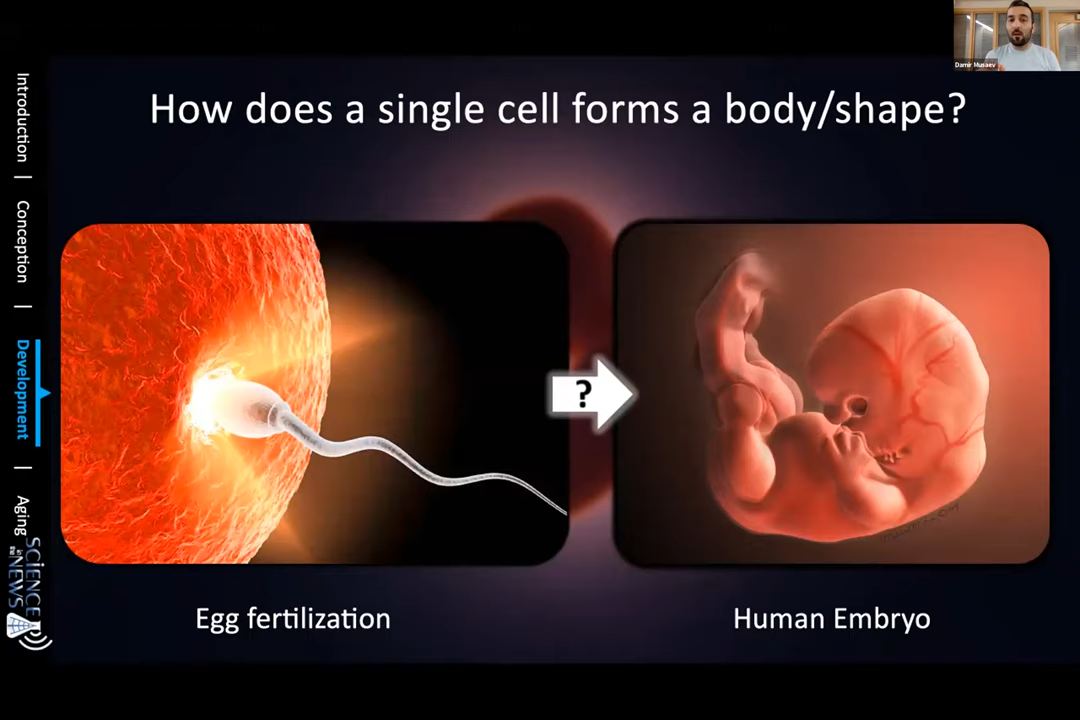 Damir Musaev
How does a single cell forms a body/shape?
Introduction | Conception | Development | Aging
SCIENCE
in the
NEWS
?
Egg fertilization
Human Embryo